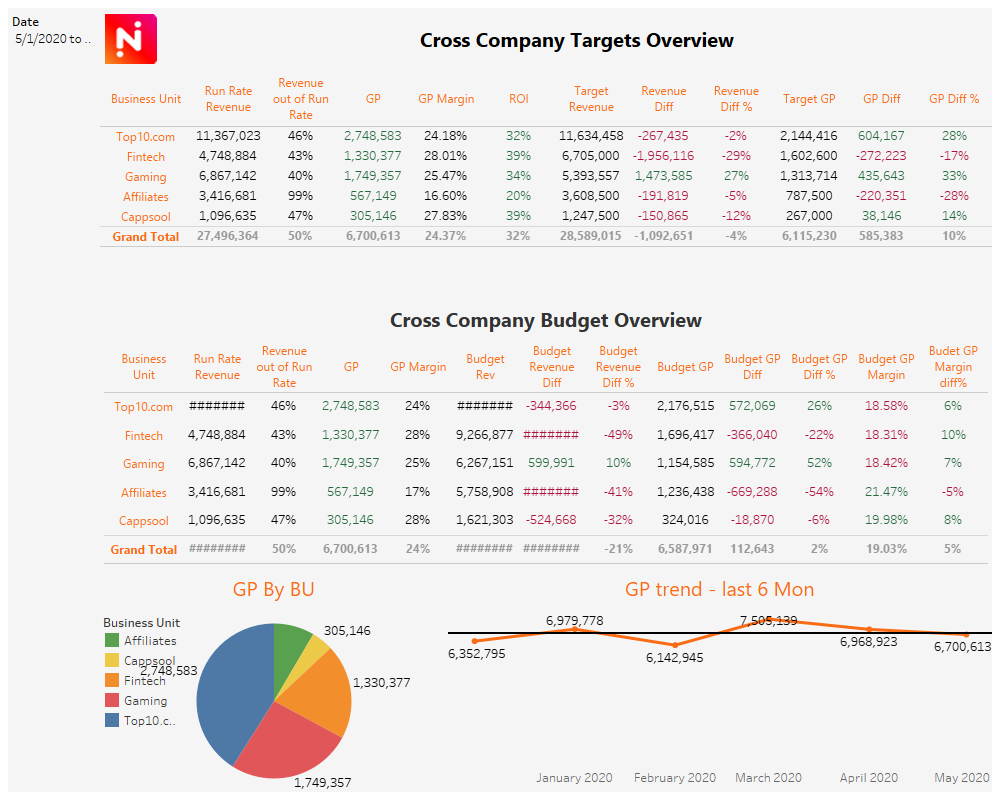 Date
5/1/2020 to ..
N
Cross Company Targets Overview
Business Unit Run Rate Revenue Revenue out of Run Rate GP GP Margin ROI Target Revenue Revenue Diff Revenue Diff % Target GP GP Diff GP Diff %
Top10.com 11,367,023 46% 2,748,583 24.18% 32% 11,634,458 -267,435 -2% 2,144,416 604,167 28%
Fintech 4,748,884 43% 1,330,377 28.01% 39% 6,705,000 -1,956,116 -29% 1,602,600 -272,223 -17%
Gaming 6,867,142 40% 1,749,357 25.47% 34% 5,393,557 1,473,585 27% 1,313,714 435,643 33%
Affiliates 3,416,681 99% 567,149 16.60% 20% 3,608,500 -191,819 -5% 787,500 -220,351 -28%
Cappsool 1,096,635 47% 305,146 27.83% 39% 1,247,500 -150,865 -12% 267,000 38,146 14%
Grand Total 27,496,364 50% 6,700,613 24.37% 32% 28,589,015 -1,092,651 -4% 6,115,230 585,383 10%
Cross Company Budget Overview
Business Unit Run Rate Revenue Revenue out of Run Rate GP GP Margin Budget Rev Budget Revenue Diff Budget Revenue Diff % Budget GP Budget GP Diff Budget GP Diff % Budget GP Margin Budet GP Margin diff%
Top10.com ####### 46% 2,748,583 24% ####### -344,366 -3% 2,176,515 572,069 26% 18.58% 6%
Fintech 4,748,884 43% 1,330,377 28% 9,266,877 ####### -49% 1,696,417 -366,040 -22% 18.31% 10%
Gaming 6,867,142 40% 1,749,357 25% 6,267,151 599,991 10% 1,154,585 594,772 52% 18.42% 7%
Affiliates 3,416,681 99% 567,149 17% 5,758,908 ####### -41% 1,236,438 -669,288 -54% 21.47% -5%
Cappsool 1,096,635 47% 305,146 28% 1,621,303 -524,668 -32% 324,016 -18,870 -6% 19.98% 8%
Grand Total ######## 50% 6,700,613 24% ######## ######## -21% 6,587,971 112,643 2% 19.03% 5%
GP By BU
Business Unit
Affiliates
Cappsool
Fintech
Gaming
Top10.c..
305,146
1,330,377
1,749,357
2,748,583
GP trend - last 6 Mon
6,352,795
6,979,778
6,142,945
7,505,139
6,968,923
6,700,613
January 2020 February 2020 March 2020 April 2020 May 2020